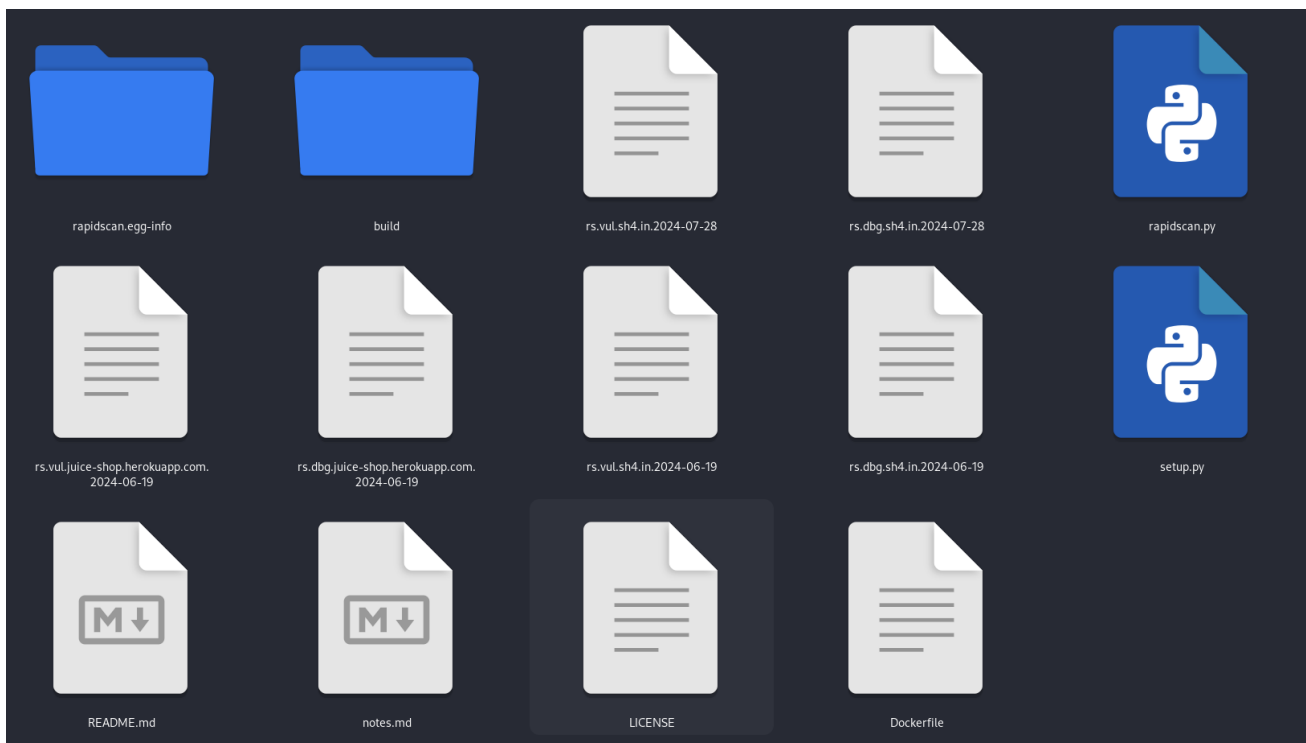 rapidscan.egg-info
build
rs.vul.sh4.in.2024-07-28
rs.dbg.sh4.in.2024-07-28
rapidscan.py
rs.vul.juice-shop.herokuapp.com.
2024-06-19
rs.dbg.juice-shop.herokuapp.com.
2024-06-19
rs.vul.sh4.in.2024-06-19
rs.dbg.sh4.in.2024-06-19
setup.py
M
README.md
M
notes.md
LICENSE
Dockerfile